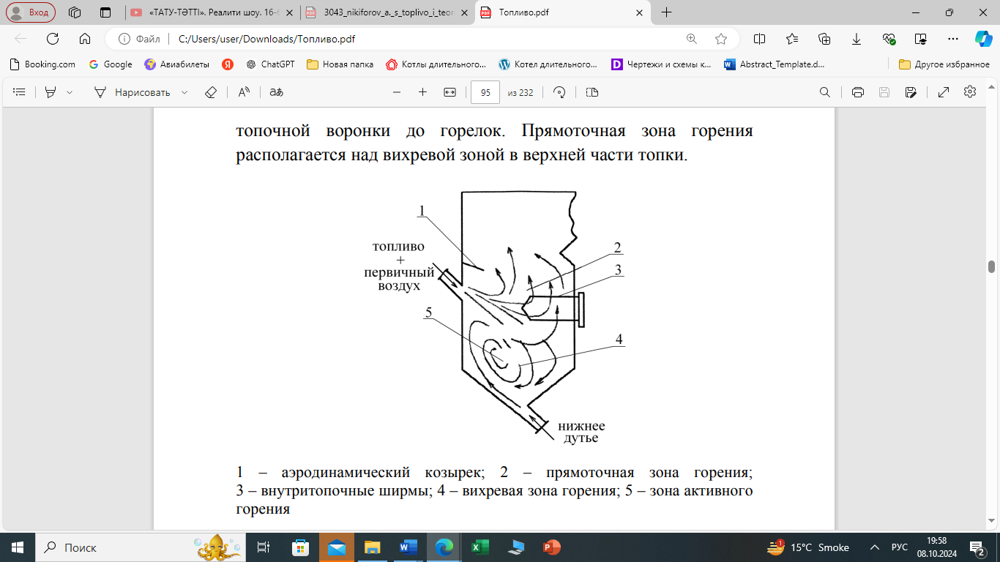 Вход
«ТАТУ-ТӘТТІ». Реалити шоу. 16-
3043_nikiforov_a._s_toplivo_i_teor
Топливо.pdf
Файл
C:/Users/user/Downloads/Топливо.pdf
Booking.com
Google
Авиабилеты
ChatGPT
Новая папка
Котлы длительного...
Котел длительного...
Чертежи и схемы к...
Abstract_Template.d...
Другое избранное
Нарисовать
аあ
95
из 232
топочной воронки до горелок. Прямоточная зона горения
располагается над вихревой зоной в верхней части топки.
1
топливо
+
первичный
воздух
2
3
5
4
нижнее
дутье
1 – аэродинамический козырек; 2 – прямоточная зона горения;
3 – внутритопочные ширмы; 4 – вихревая зона горения; 5 – зона активного
горения
Поиск
1
15°C Smoke
РУС
19:58
08.10.2024
2